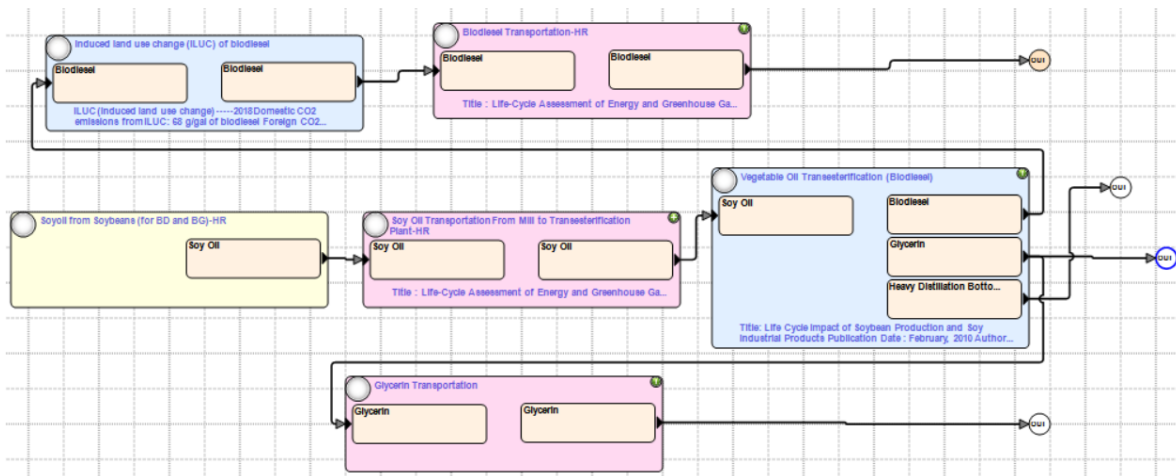 Induced land use change (ILUC) of biodiesel
Biodiesel
Biodiesel
ILUC (Induced land use change) -----2018Domestic CO2
emissions from ILUC: 68 g/gal of biodiesel Foreign CO2...
Biodiesel Transportation-HR
Biodiesel
Biodiesel
Title : Life-Cycle Assessment of Energy and Greenhouse Ga...
out
Soyoil from Soybeans (for BD and BG)-HR
Soy Oil
Soy Oil Transportation From Mill to Transesterification
Plant-HR
Soy Oil
Soy Oil
Title : Life-Cycle Assessment of Energy and Greenhouse Ga...
Vegetable Oil Transesterification (Biodiesel)
Soy Oil
Biodiesel
Glycerin
Heavy Distillation Botto...
Title: Life Cycle Impact of Soybean Production and Soy
Industrial Products Publication Date : February, 2010 Author...
out
out
Glycerin Transportation
Glycerin
Glycerin
out